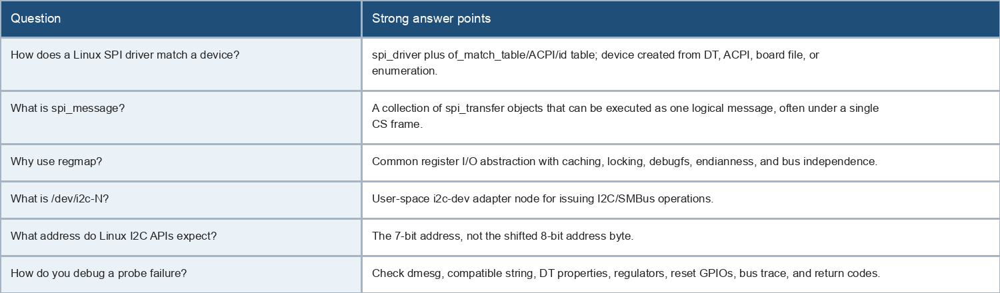 Question
Strong answer points
How does a Linux SPI driver match a device?
spi_driver plus of_match_table/ACPI/id table; device created from DT, ACPI, board file, or
enumeration.
What is spi_message?
A collection of spi_transfer objects that can be executed as one logical message, often under a single
CS frame.
Why use regmap?
Common register I/O abstraction with caching, locking, debugfs, endianness, and bus independence.
What is /dev/i2c-N?
User-space i2c-dev adapter node for issuing I2C/SMBus operations.
What address do Linux I2C APIs expect?
The 7-bit address, not the shifted 8-bit address byte.
How do you debug a probe failure?
Check dmesg, compatible string, DT properties, regulators, reset GPIOs, bus trace, and return codes.